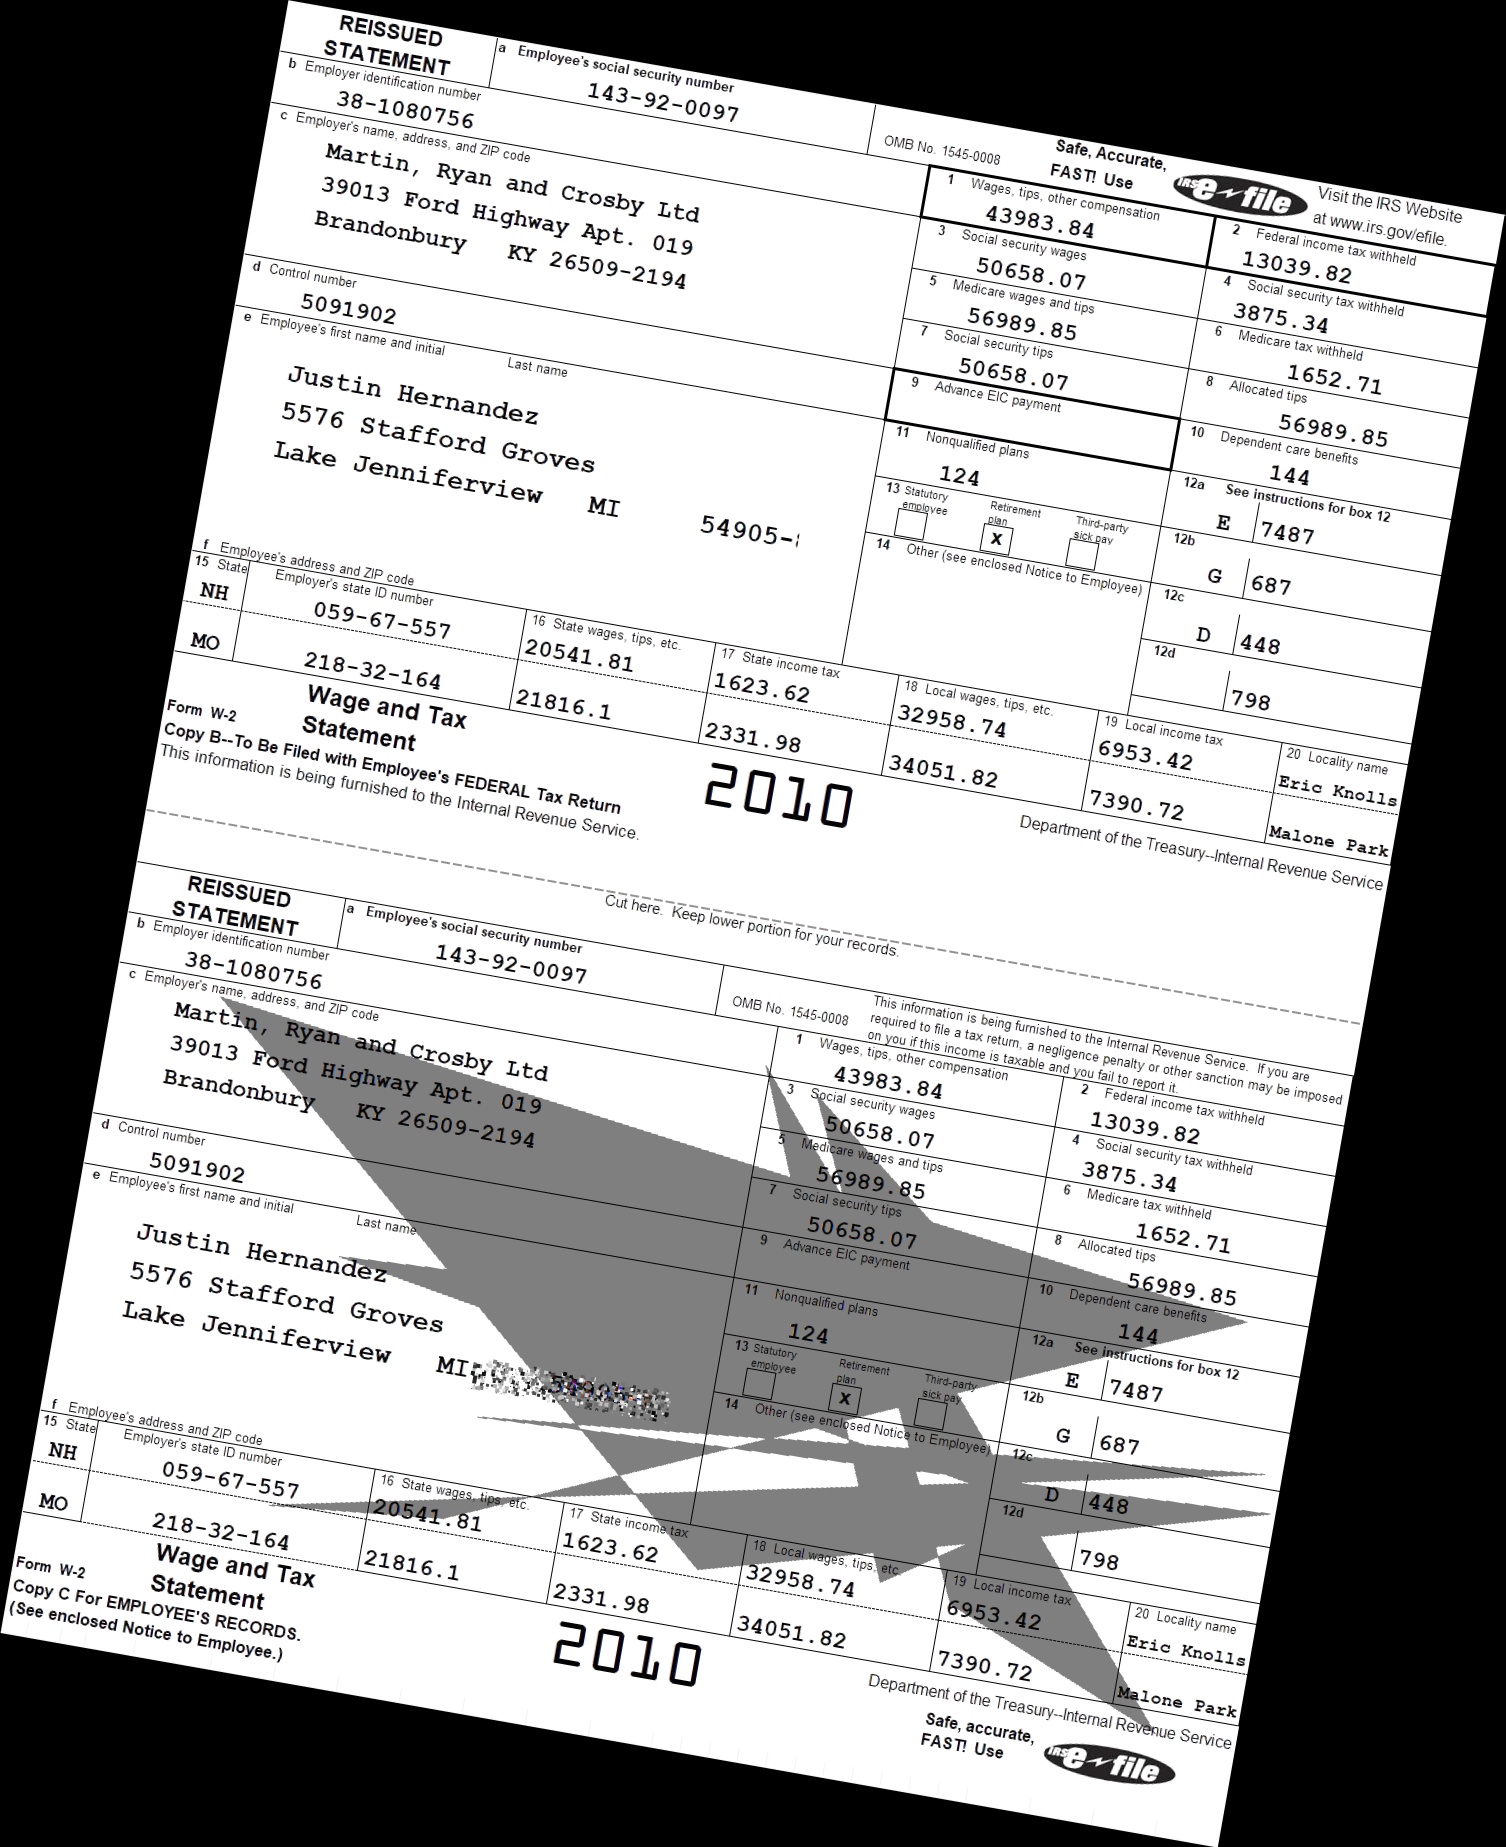 REISSUED
STATEMENT
a Employee's social security number
143-92-0097
OMB No. 1545-0008
Safe, Accurate,
FAST! Use
IRS e-file
Visit the IRS Website
at www.irs.gov/efile.
b Employer identification number
38-1080756
c Employer's name, address, and ZIP code
Martin, Ryan and Crosby Ltd
39013 Ford Highway Apt. 019
Brandonbury KY 26509-2194
1 Wages, tips, other compensation
43983.84
2 Federal income tax withheld
13039.82
3 Social security wages
50658.07
4 Social security tax withheld
3875.34
5 Medicare wages and tips
56989.85
6 Medicare tax withheld
1652.71
d Control number
5091902
7 Social security tips
50658.07
8 Allocated tips
56989.85
e Employee's first name and initial Last name
Justin Hernandez
5576 Stafford Groves
Lake Jenniferview MI 54905-
9 Advance EIC payment
10 Dependent care benefits
144
11 Nonqualified plans
124
12a See instructions for box 12
E 7487
13 Statutory employee
Retirement plan
X
Third-party sick pay
12b
G 687
14 Other (see enclosed Notice to Employee)
12c
D 448
12d
798
f Employee's address and ZIP code
15 State Employer's state ID number
NH 059-67-557
MO 218-32-164
16 State wages, tips, etc.
20541.81
21816.1
17 State income tax
1623.62
2331.98
18 Local wages, tips, etc.
32958.74
34051.82
19 Local income tax
6953.42
7390.72
20 Locality name
Eric Knolls
Malone Park
Form W-2
Wage and Tax
Statement
2010
Copy B--To Be Filed with Employee's FEDERAL Tax Return
This information is being furnished to the Internal Revenue Service.
Department of the Treasury--Internal Revenue Service
Cut here. Keep lower portion for your records.
REISSUED
STATEMENT
a Employee's social security number
143-92-0097
OMB No. 1545-0008
This information is being furnished to the Internal Revenue Service. If you are
required to file a tax return, a negligence penalty or other sanction may be imposed
on you if this income is taxable and you fail to report it.
b Employer identification number
38-1080756
c Employer's name, address, and ZIP code
Martin, Ryan and Crosby Ltd
39013 Ford Highway Apt. 019
Brandonbury KY 26509-2194
1 Wages, tips, other compensation
43983.84
2 Federal income tax withheld
13039.82
3 Social security wages
50658.07
4 Social security tax withheld
3875.34
5 Medicare wages and tips
56989.85
6 Medicare tax withheld
1652.71
d Control number
5091902
7 Social security tips
50658.07
8 Allocated tips
56989.85
e Employee's first name and initial Last name
Justin Hernandez
5576 Stafford Groves
Lake Jenniferview MI
9 Advance EIC payment
10 Dependent care benefits
144
11 Nonqualified plans
124
12a See instructions for box 12
E 7487
13 Statutory employee
Retirement plan
X
Third-party sick pay
12b
G 687
14 Other (see enclosed Notice to Employee)
12c
D 448
12d
798
f Employee's address and ZIP code
15 State Employer's state ID number
NH 059-67-557
MO 218-32-164
16 State wages, tips, etc.
20541.81
21816.1
17 State income tax
1623.62
2331.98
18 Local wages, tips, etc.
32958.74
34051.82
19 Local income tax
6953.42
7390.72
20 Locality name
Eric Knolls
Malone Park
Form W-2
Wage and Tax
Statement
2010
Copy C For EMPLOYEE'S RECORDS.
(See enclosed Notice to Employee.)
Department of the Treasury--Internal Revenue Service
Safe, accurate,
FAST! Use
IRS e-file